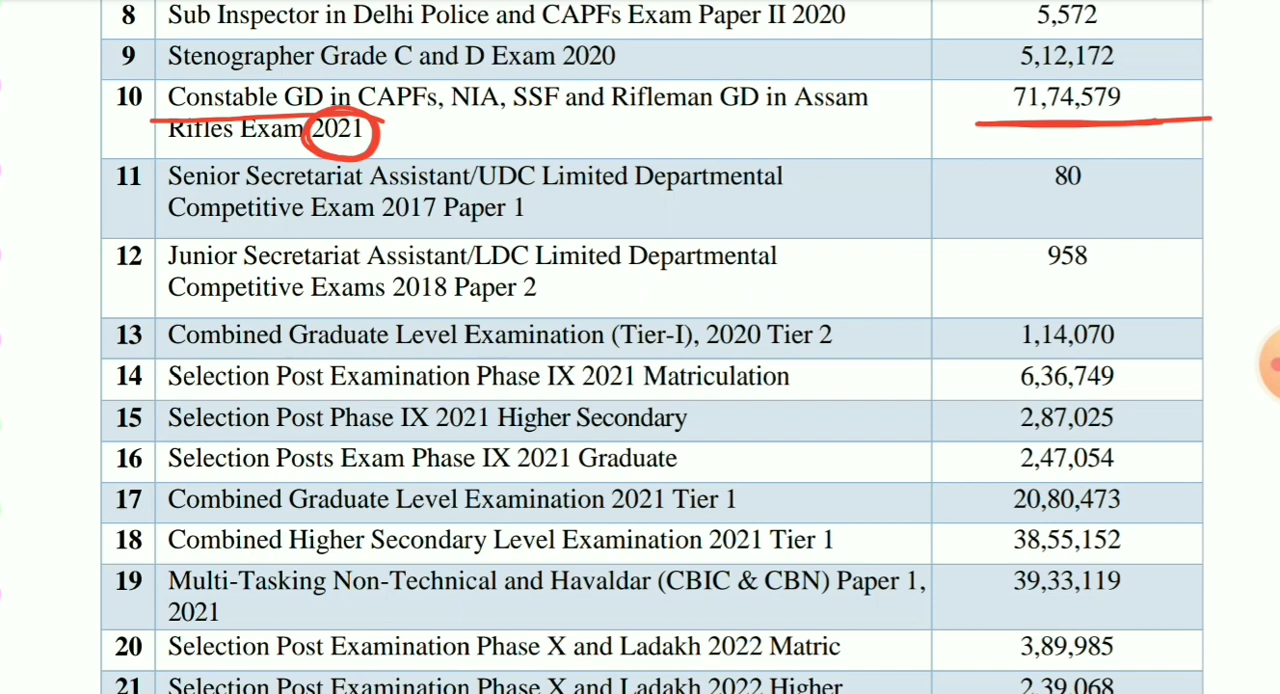 8 Sub Inspector in Delhi Police and CAPFs Exam Paper II 2020 5,572
9 Stenographer Grade C and D Exam 2020 5,12,172
10 Constable GD in CAPFs, NIA, SSF and Rifleman GD in Assam 71,74,579
Rifles Exam 2021
11 Senior Secretariat Assistant/UDC Limited Departmental 80
Competitive Exam 2017 Paper 1
12 Junior Secretariat Assistant/LDC Limited Departmental 958
Competitive Exams 2018 Paper 2
13 Combined Graduate Level Examination (Tier-I), 2020 Tier 2 1,14,070
14 Selection Post Examination Phase IX 2021 Matriculation 6,36,749
15 Selection Post Phase IX 2021 Higher Secondary 2,87,025
16 Selection Posts Exam Phase IX 2021 Graduate 2,47,054
17 Combined Graduate Level Examination 2021 Tier 1 20,80,473
18 Combined Higher Secondary Level Examination 2021 Tier 1 38,55,152
19 Multi-Tasking Non-Technical and Havaldar (CBIC & CBN) Paper 1, 39,33,119
2021
20 Selection Post Examination Phase X and Ladakh 2022 Matric 3,89,985
21 Selection Post Examination Phase X and Ladakh 2022 Higher 2,39,068